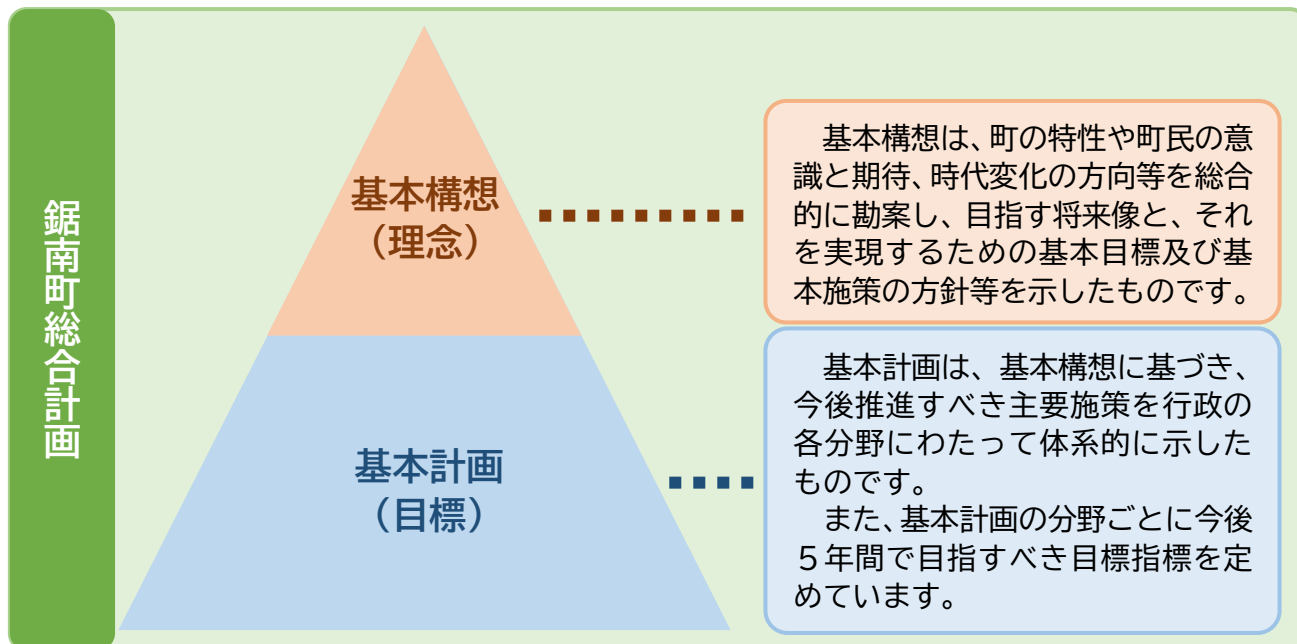 鋸南町総合計画
基本構想
（理念）
基本構想は、町の特性や町民の意
識と期待、時代変化の方向等を総合
的に勘案し、目指す将来像と、それ
を実現するための基本目標及び基
本施策の方針等を示したものです。
基本計画
（目標）
基本計画は、基本構想に基づき、
今後推進すべき主要施策を行政の
各分野にわたって体系的に示した
ものです。
また、基本計画の分野ごとに今後
５年間で目指すべき目標指標を定
めています。